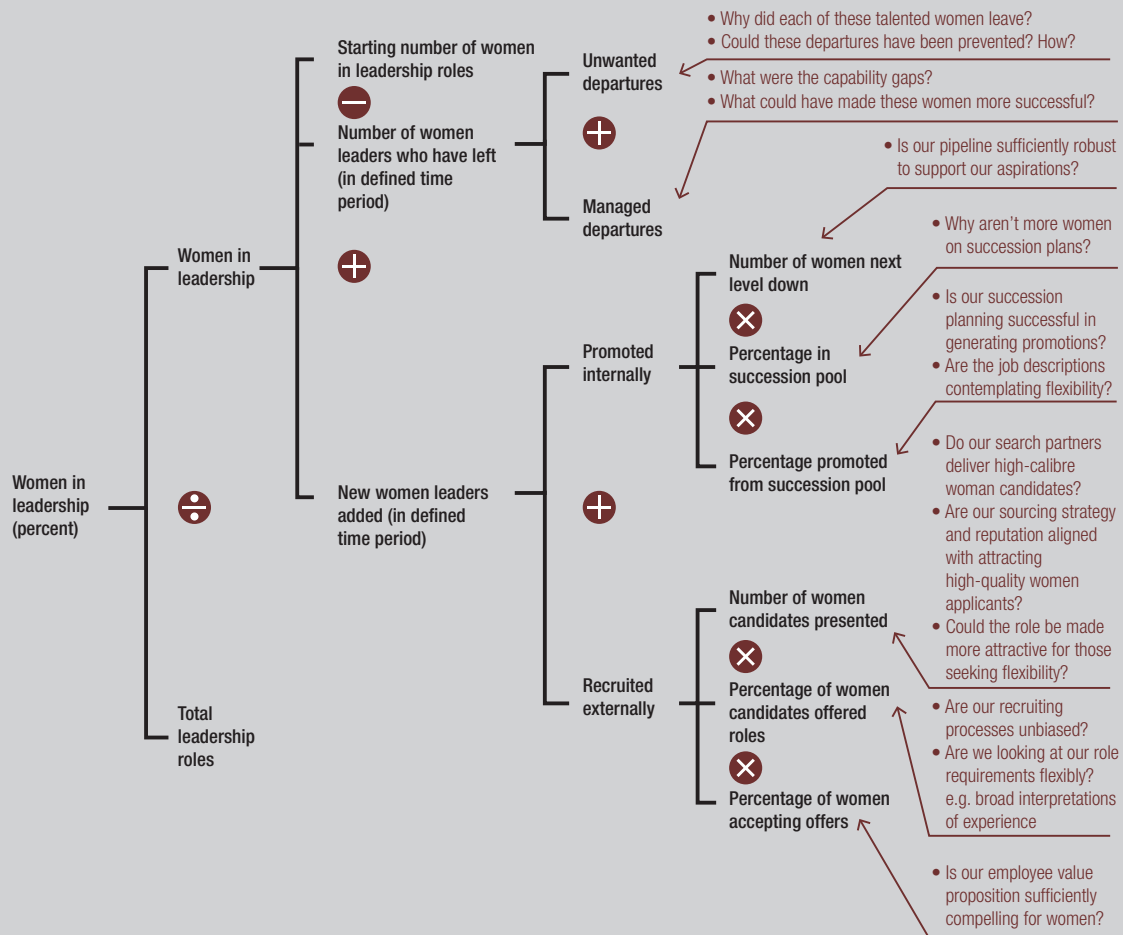 • Why did each of these talented women leave?
• Could these departures have been prevented? How?
Starting number of women
in leadership roles
Unwanted
departures
• What were the capability gaps?
• What could have made these women more successful?
−
Number of women
leaders who have left
(in defined time
period)
+
• Is our pipeline sufficiently robust
to support our aspirations?
Managed
departures
• Why aren't more women
on succession plans?
Women in
leadership
+
Number of women next
level down
×
• Is our succession
planning successful in
generating promotions?
• Are the job descriptions
contemplating flexibility?
Promoted
internally
Percentage in
succession pool
×
Percentage promoted
from succession pool
• Do our search partners
deliver high-calibre
woman candidates?
• Are our sourcing strategy
and reputation aligned
with attracting
high-quality women
applicants?
• Could the role be made
more attractive for those
seeking flexibility?
Women in
leadership
(percent)
÷
New women leaders
added (in defined
time period)
+
Number of women
candidates presented
×
Recruited
externally
Percentage of women
candidates offered
roles
×
Percentage of women
accepting offers
Total
leadership
roles
• Are our recruiting
processes unbiased?
• Are we looking at our role
requirements flexibly?
e.g. broad interpretations
of experience
• Is our employee value
proposition sufficiently
compelling for women?